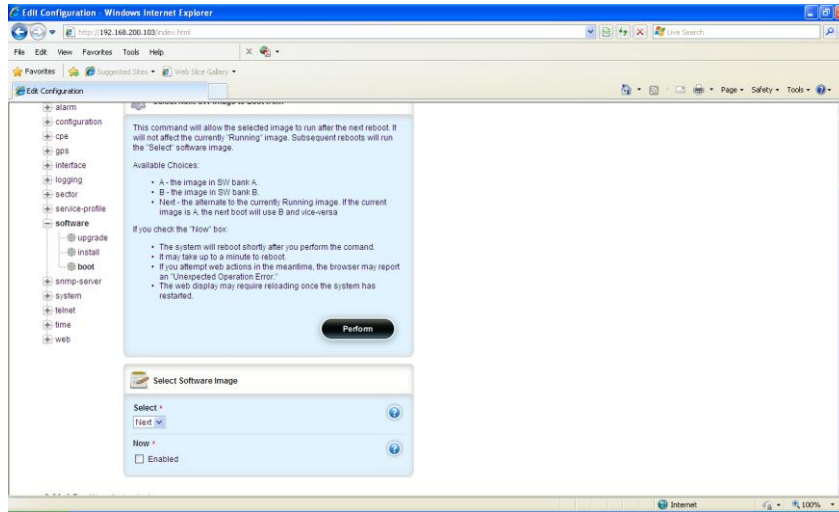 Edit Configuration - Windows Internet Explorer
http://192.168.200.103/index.html
Live Search
File Edit View Favorites Tools Help
Favorites Suggested Sites Web Slice Gallery
Edit Configuration
Page Safety Tools
alarm
configuration
cpe
gps
interface
logging
sector
service-profile
software
upgrade
install
boot
snmp-server
system
telnet
time
web
This command will allow the selected image to run after the next reboot. It
will not affect the currently "Running" image. Subsequent reboots will run
the "Select" software image.
Available Choices:
• A - the image in SW bank A.
• B - the image in SW bank B.
• Next - the alternate to the currently Running image. If the current
image is A, the next boot will use B and vice-versa
If you check the "Now" box:
• The system will reboot shortly after you perform the comand.
• It may take up to a minute to reboot.
• If you attempt web actions in the meantime, the browser may report
an "Unexpected Operation Error."
• The web display may require reloading once the system has
restarted.
Perform
Select Software Image
Select *
Next
Now *
Enabled
Internet
100%